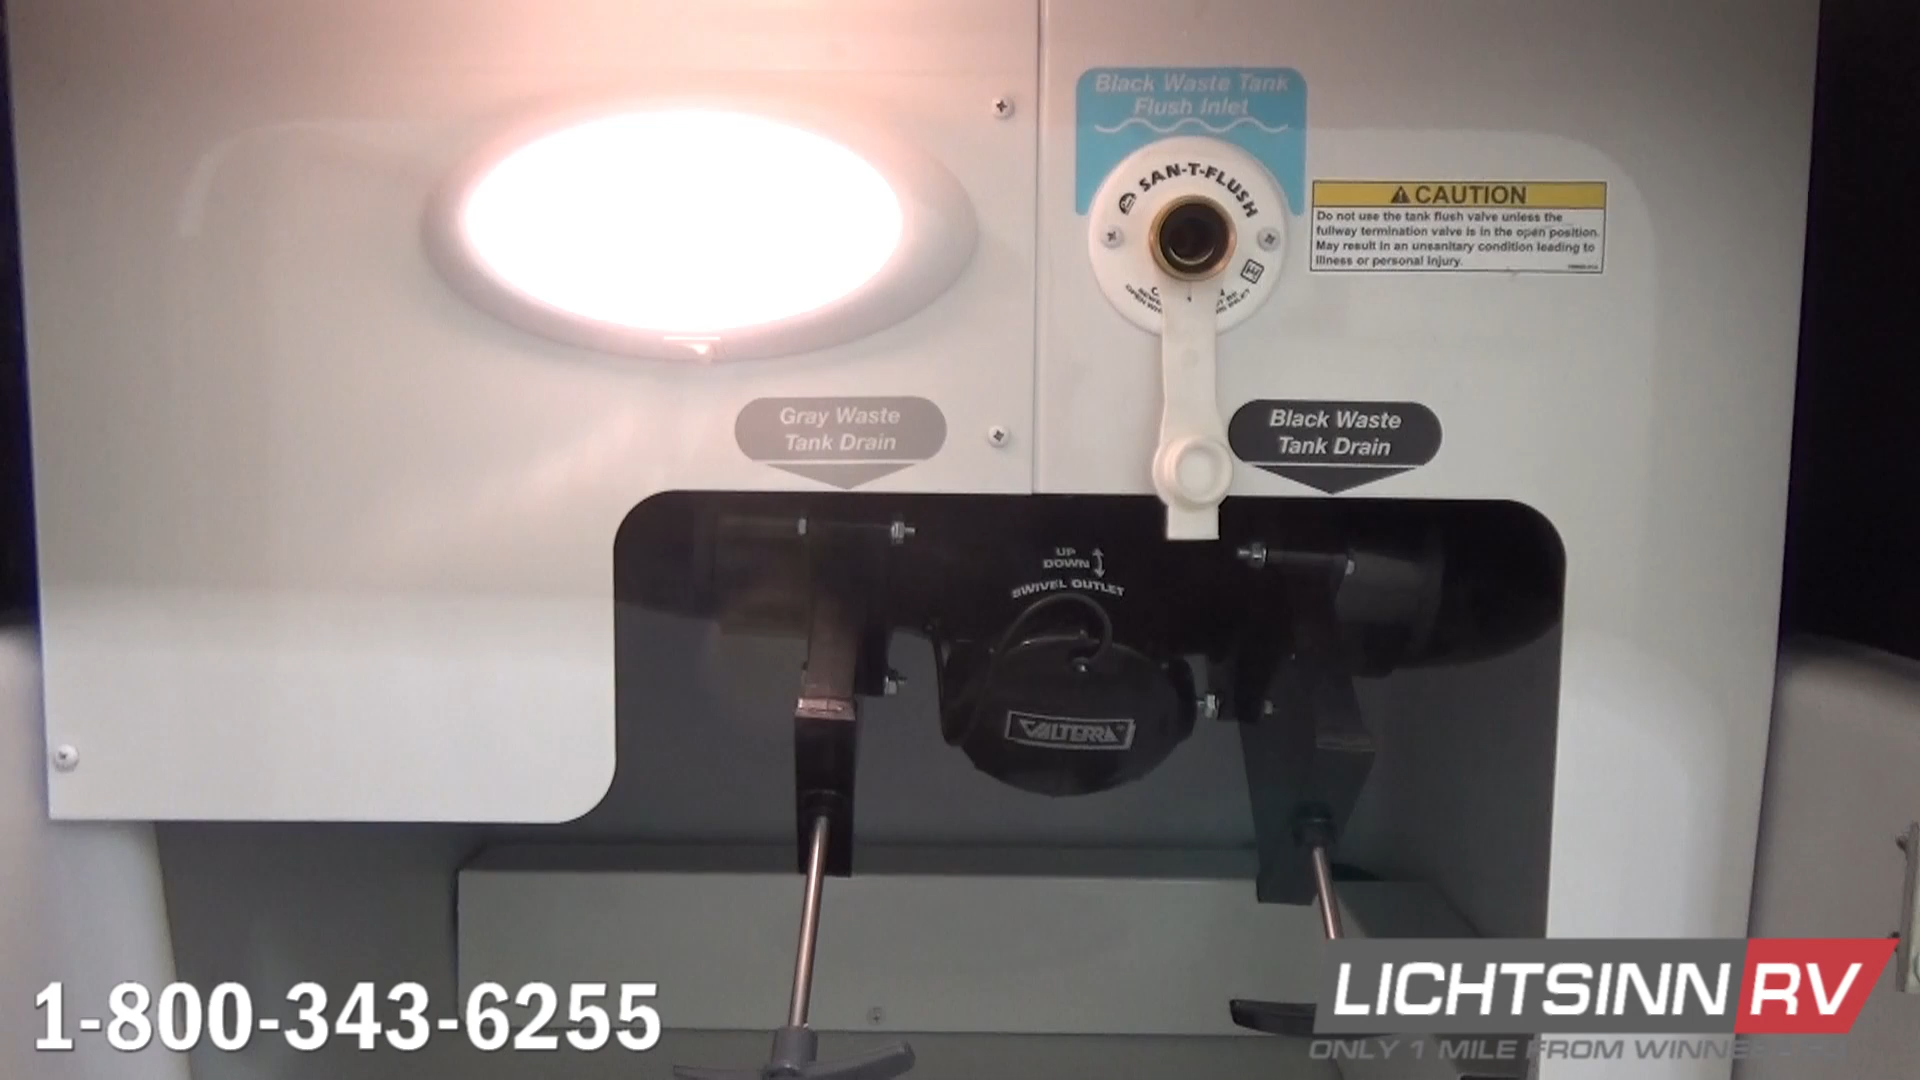 Black Waste Tank
Flush Inlet
SAN-T-FLUSH
CAUTION
Do not use the tank flush valve unless the
fullway termination valve is in the open position.
May result in an unsanitary condition leading to
illness or personal injury.
Gray Waste
Tank Drain
Black Waste
Tank Drain
UP
DOWN
SWIVEL OUTLET
VALTERRA
1-800-343-6255
LICHTSINN RV
ONLY 1 MILE FROM